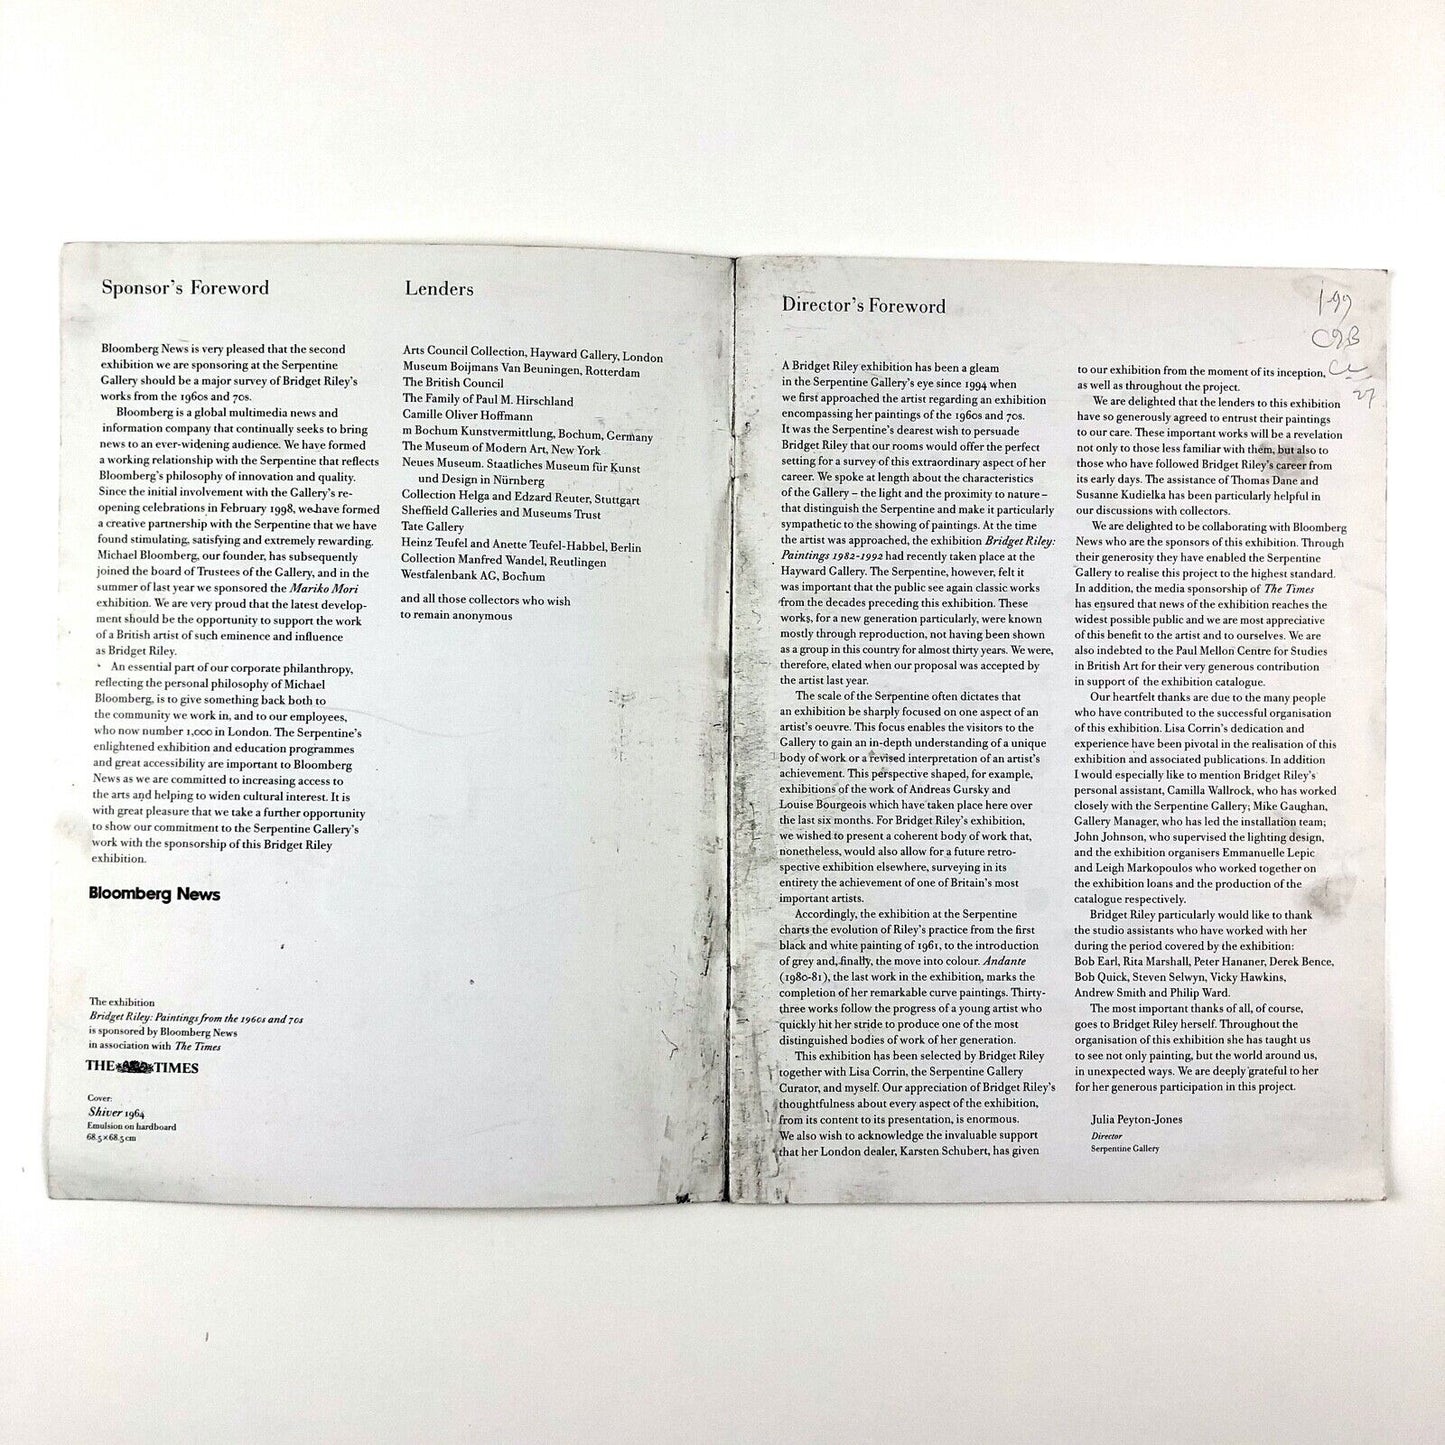 Sponsor's Foreword
Bloomberg News is very pleased that the second
exhibition we are sponsoring at the Serpentine
Gallery should be a major survey of Bridget Riley's
works from the 1960s and 70s.
Bloomberg is a global multimedia news and
information company that continually seeks to bring
news to an ever-widening audience. We have formed
a working relationship with the Serpentine that reflects
Bloomberg's philosophy of innovation and quality.
Since the initial involvement with the Gallery's re-
opening celebrations in February 1998, we have formed
a creative partnership with the Serpentine that we have
found stimulating, satisfying and extremely rewarding.
Michael Bloomberg, our founder, has subsequently
joined the board of Trustees of the Gallery, and in the
summer of last year we sponsored the Mariko Mori
exhibition. We are very proud that the latest develop-
ment should be the opportunity to support the work
of a British artist of such eminence and influence
as Bridget Riley.
An essential part of our corporate philanthropy,
reflecting the personal philosophy of Michael
Bloomberg, is to give something back both to
the community we work in, and to our employees,
who now number 1,000 in London. The Serpentine's
enlightened exhibition and education programmes
and great accessibility are important to Bloomberg
News as we are committed to increasing access to
the arts and helping to widen cultural interest. It is
with great pleasure that we take a further opportunity
to show our commitment to the Serpentine Gallery's
work with the sponsorship of this Bridget Riley
exhibition.
Bloomberg News
The exhibition
Bridget Riley: Paintings from the 1960s and 70s
is sponsored by Bloomberg News
in association with The Times
THE TIMES
Cover:
Shiver 1964
Emulsion on hardboard
68.5 × 68.5 cm
Lenders
Arts Council Collection, Hayward Gallery, London
Museum Boijmans Van Beuningen, Rotterdam
The British Council
The Family of Paul M. Hirschland
Camille Oliver Hoffmann
m Bochum Kunstvermittlung, Bochum, Germany
The Museum of Modern Art, New York
Neues Museum. Staatliches Museum für Kunst
und Design in Nürnberg
Collection Helga and Edzard Reuter, Stuttgart
Sheffield Galleries and Museums Trust
Tate Gallery
Heinz Teufel and Anette Teufel-Habbel, Berlin
Collection Manfred Wandel, Reutlingen
Westfalenbank AG, Bochum
and all those collectors who wish
to remain anonymous
Director's Foreword
A Bridget Riley exhibition has been a gleam
in the Serpentine Gallery's eye since 1994 when
we first approached the artist regarding an exhibition
encompassing her paintings of the 1960s and 70s.
It was the Serpentine's dearest wish to persuade
Bridget Riley that our rooms would offer the perfect
setting for a survey of this extraordinary aspect of her
career. We spoke at length about the characteristics
of the Gallery – the light and the proximity to nature –
that distinguish the Serpentine and make it particularly
sympathetic to the showing of paintings. At the time
the artist was approached, the exhibition Bridget Riley:
Paintings 1982-1992 had recently taken place at the
Hayward Gallery. The Serpentine, however, felt it
was important that the public see again classic works
from the decades preceding this exhibition. These
works, for a new generation particularly, were known
mostly through reproduction, not having been shown
as a group in this country for almost thirty years. We were,
therefore, elated when our proposal was accepted by
the artist last year.
The scale of the Serpentine often dictates that
an exhibition be sharply focused on one aspect of an
artist's oeuvre. This focus enables the visitors to the
Gallery to gain an in-depth understanding of a unique
body of work or a revised interpretation of an artist's
achievement. This perspective shaped, for example,
exhibitions of the work of Andreas Gursky and
Louise Bourgeois which have taken place here over
the last six months. For Bridget Riley's exhibition,
we wished to present a coherent body of work that,
nonetheless, would also allow for a future retro-
spective exhibition elsewhere, surveying in its
entirety the achievement of one of Britain's most
important artists.
Accordingly, the exhibition at the Serpentine
charts the evolution of Riley's practice from the first
black and white painting of 1961, to the introduction
of grey and, finally, the move into colour. Andante
(1980-81), the last work in the exhibition, marks the
completion of her remarkable curve paintings. Thirty-
three works follow the progress of a young artist who
quickly hit her stride to produce one of the most
distinguished bodies of work of her generation.
This exhibition has been selected by Bridget Riley
together with Lisa Corrin, the Serpentine Gallery
Curator, and myself. Our appreciation of Bridget Riley's
thoughtfulness about every aspect of the exhibition,
from its content to its presentation, is enormous.
We also wish to acknowledge the invaluable support
that her London dealer, Karsten Schubert, has given
to our exhibition from the moment of its inception,
as well as throughout the project.
We are delighted that the lenders to this exhibition
have so generously agreed to entrust their paintings
to our care. These important works will be a revelation
not only to those less familiar with them, but also to
those who have followed Bridget Riley's career from
its early days. The assistance of Thomas Dane and
Susanne Kudielka has been particularly helpful in
our discussions with collectors.
We are delighted to be collaborating with Bloomberg
News who are the sponsors of this exhibition. Through
their generosity they have enabled the Serpentine
Gallery to realise this project to the highest standard.
In addition, the media sponsorship of The Times
has ensured that news of the exhibition reaches the
widest possible public and we are most appreciative
of this benefit to the artist and to ourselves. We are
also indebted to the Paul Mellon Centre for Studies
in British Art for their very generous contribution
in support of the exhibition catalogue.
Our heartfelt thanks are due to the many people
who have contributed to the successful organisation
of this exhibition. Lisa Corrin's dedication and
experience have been pivotal in the realisation of this
exhibition and associated publications. In addition
I would especially like to mention Bridget Riley's
personal assistant, Camilla Wallrock, who has worked
closely with the Serpentine Gallery; Mike Gaughan,
Gallery Manager, who has led the installation team;
John Johnson, who supervised the lighting design,
and the exhibition organisers Emmanuelle Lepic
and Leigh Markopoulos who worked together on
the exhibition loans and the production of the
catalogue respectively.
Bridget Riley particularly would like to thank
the studio assistants who have worked with her
during the period covered by the exhibition:
Bob Earl, Rita Marshall, Peter Hananer, Derek Bence,
Bob Quick, Steven Selwyn, Vicky Hawkins,
Andrew Smith and Philip Ward.
The most important thanks of all, of course,
goes to Bridget Riley herself. Throughout the
organisation of this exhibition she has taught us
to see not only painting, but the world around us,
in unexpected ways. We are deeply grateful to her
for her generous participation in this project.
Julia Peyton-Jones
Director
Serpentine Gallery
1-99
27